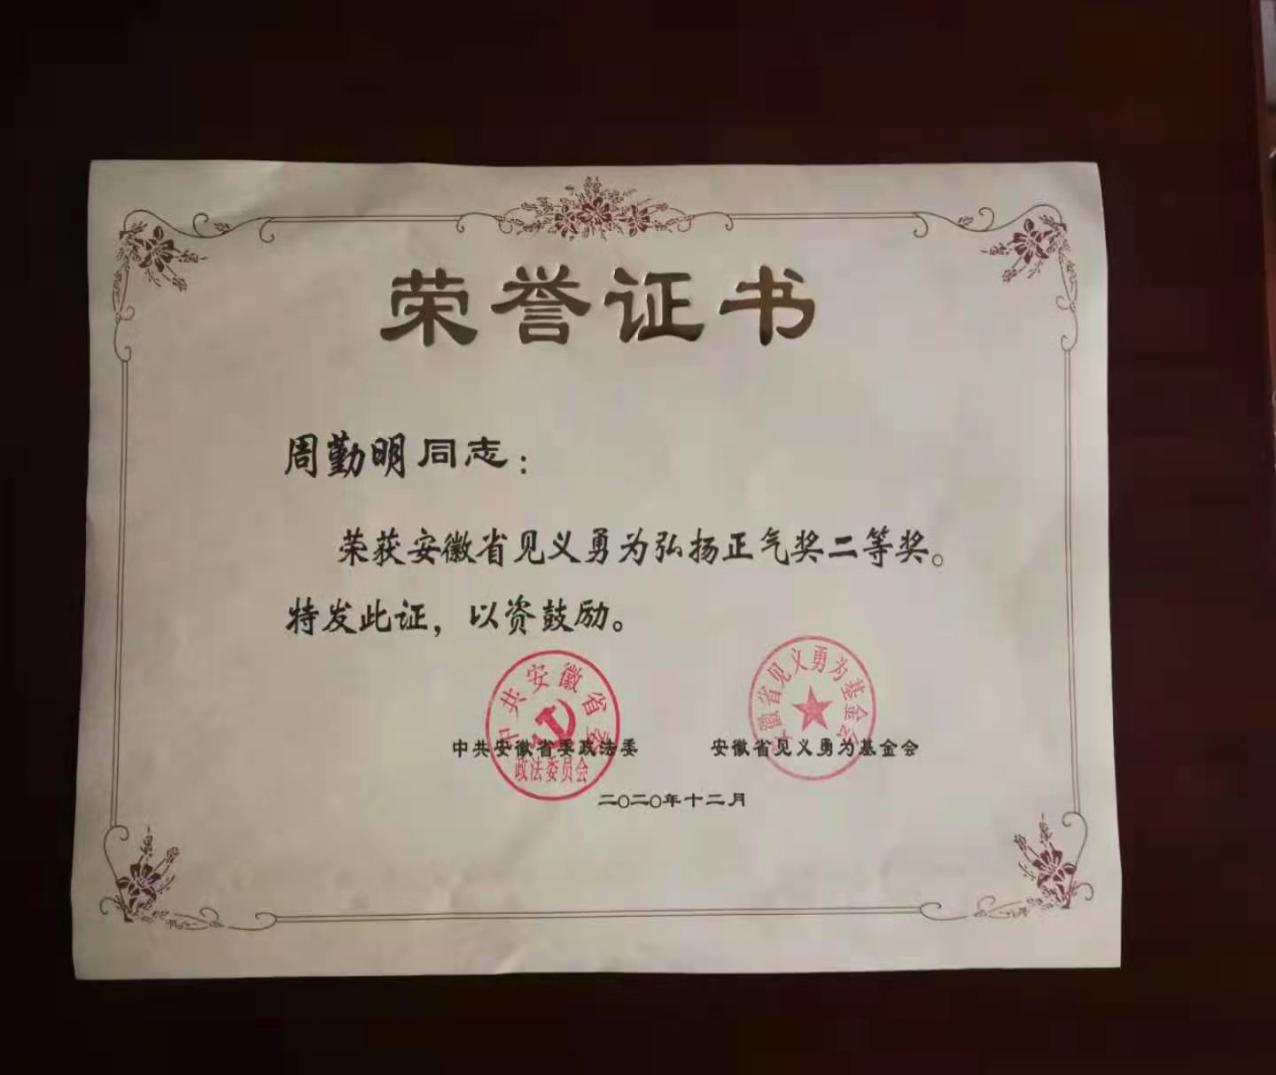 荣誉证书
周勤明同志：
荣获安徽省见义勇为弘扬正气奖二等奖。
特发此证，以资鼓励。
中共安徽省委
政法委员会
安徽省见义勇为基金会
中共安徽省委政法委 安徽省见义勇为基金会
二〇二〇年十二月